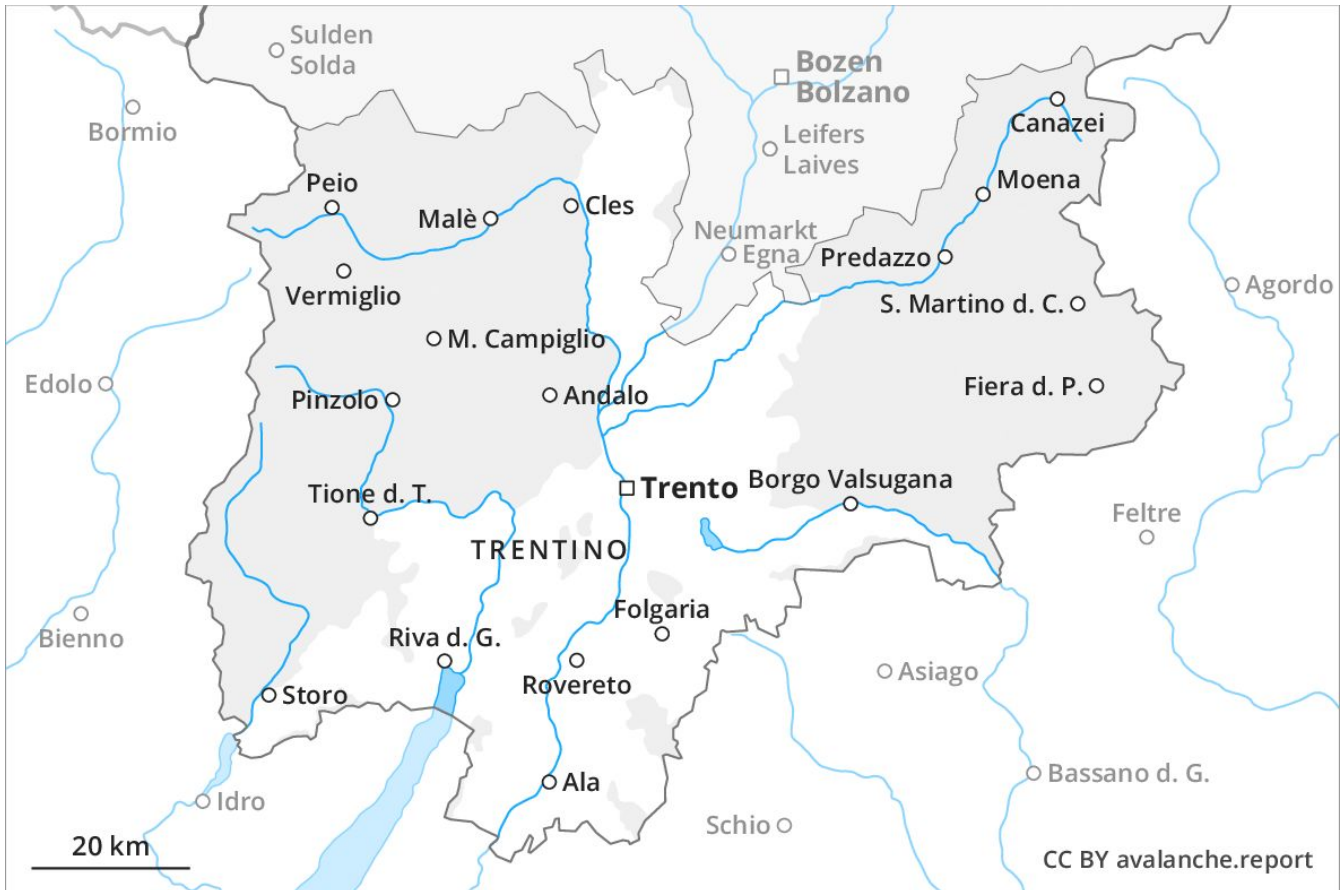 Sulden
Solda
Bozen
Bolzano
Bormio
Canazei
Leifers
Laives
Moena
Peio
Malè
Cles
Neumarkt
Egna
Predazzo
Vermiglio
Agordo
S. Martino d. C.
M. Campiglio
Edolo
Pinzolo
Andalo
Fiera d. P.
Tione d. T.
Trento
Borgo Valsugana
Feltre
TRENTINO
Bienno
Folgaria
Riva d. G.
Asiago
Rovereto
Storo
Ala
Bassano d. G.
Idro
Schio
20 km
CC BY avalanche.report